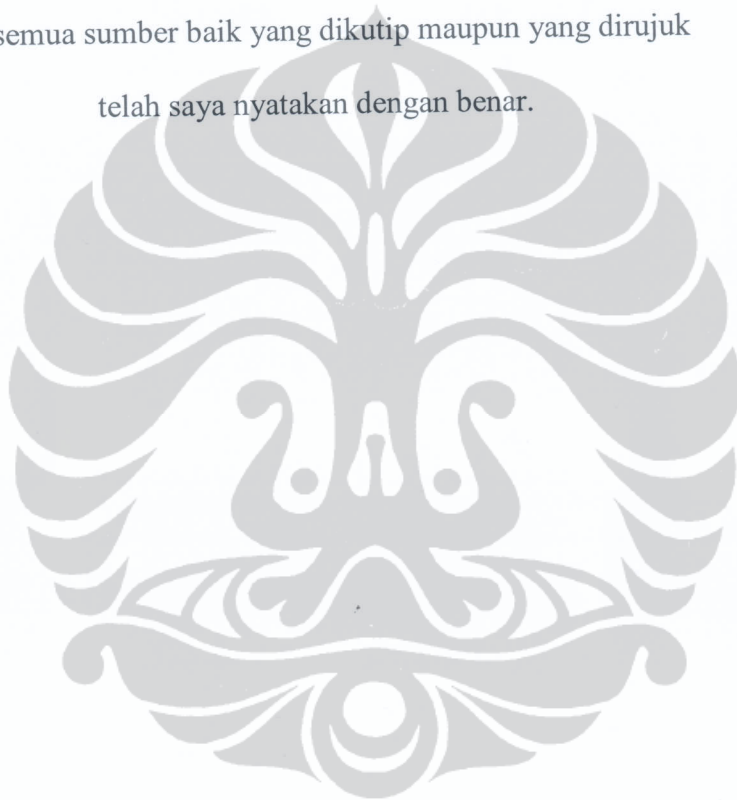 semua sumber baik yang dikutip maupun yang dirujuk
telah saya nyatakan dengan benar.